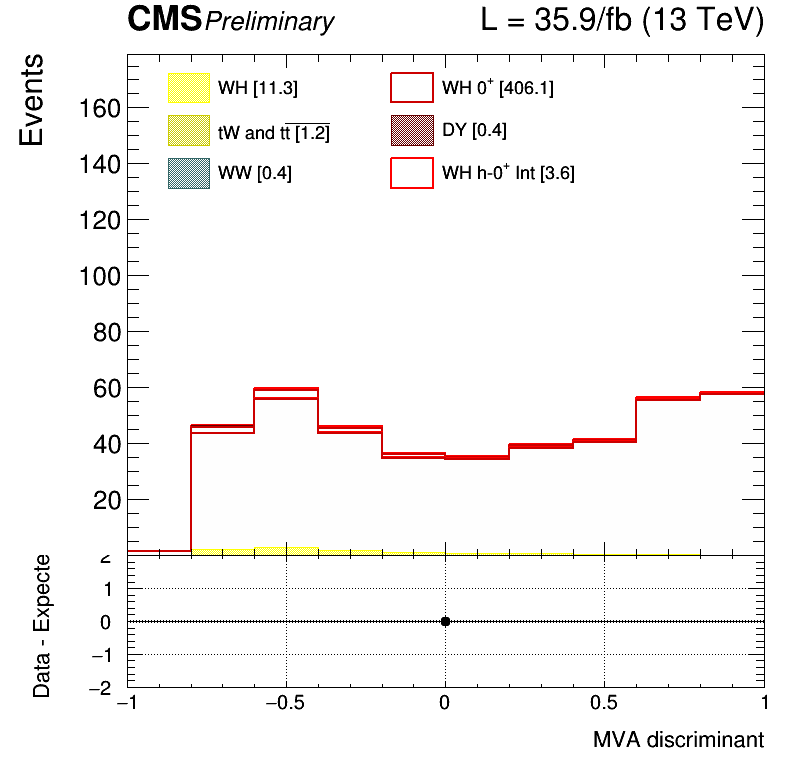 CMS Preliminary L = 35.9/fb (13 TeV)
Events
WH [11.3] WH 0+ [406.1]
tW and tt [1.2] DY [0.4]
WW [0.4] WH h-0+ Int [3.6]
160
140
120
100
80
60
40
20
Data - Expecte
2
1
0
−1
−2
−1 −0.5 0 0.5 1
MVA discriminant